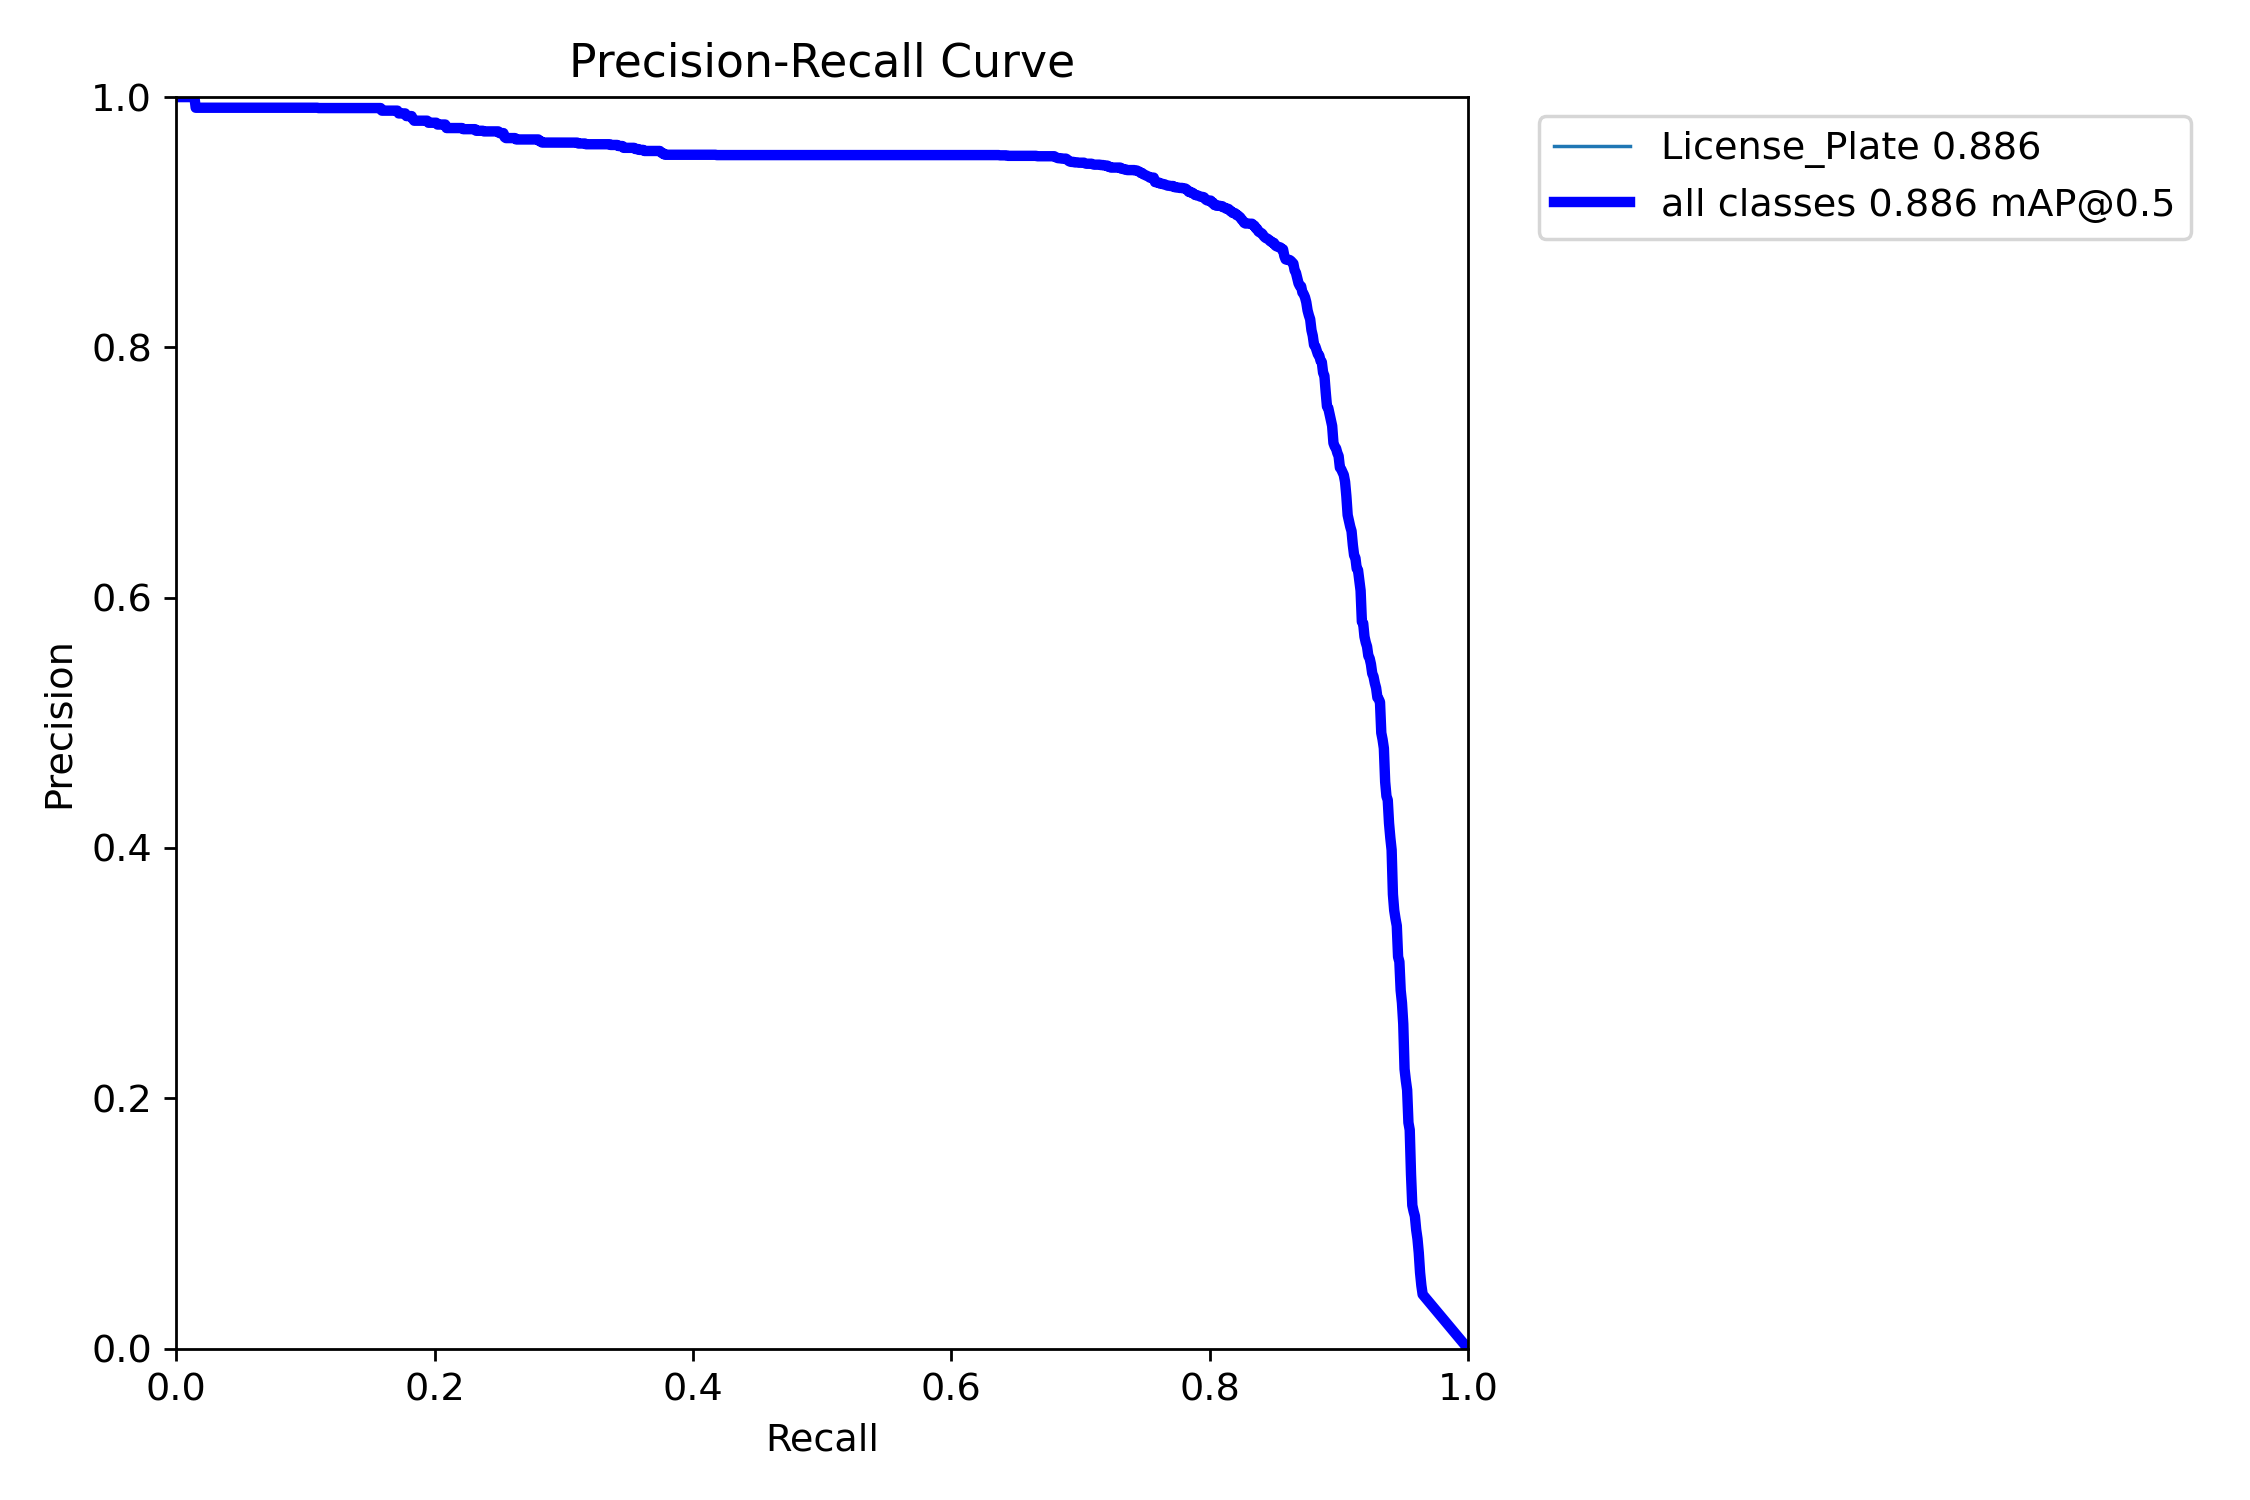 Precision-Recall Curve
License_Plate 0.886
all classes 0.886 mAP@0.5
1.0
0.8
0.6
0.4
0.2
0.0
Precision
0.0 0.2 0.4 0.6 0.8 1.0
Recall